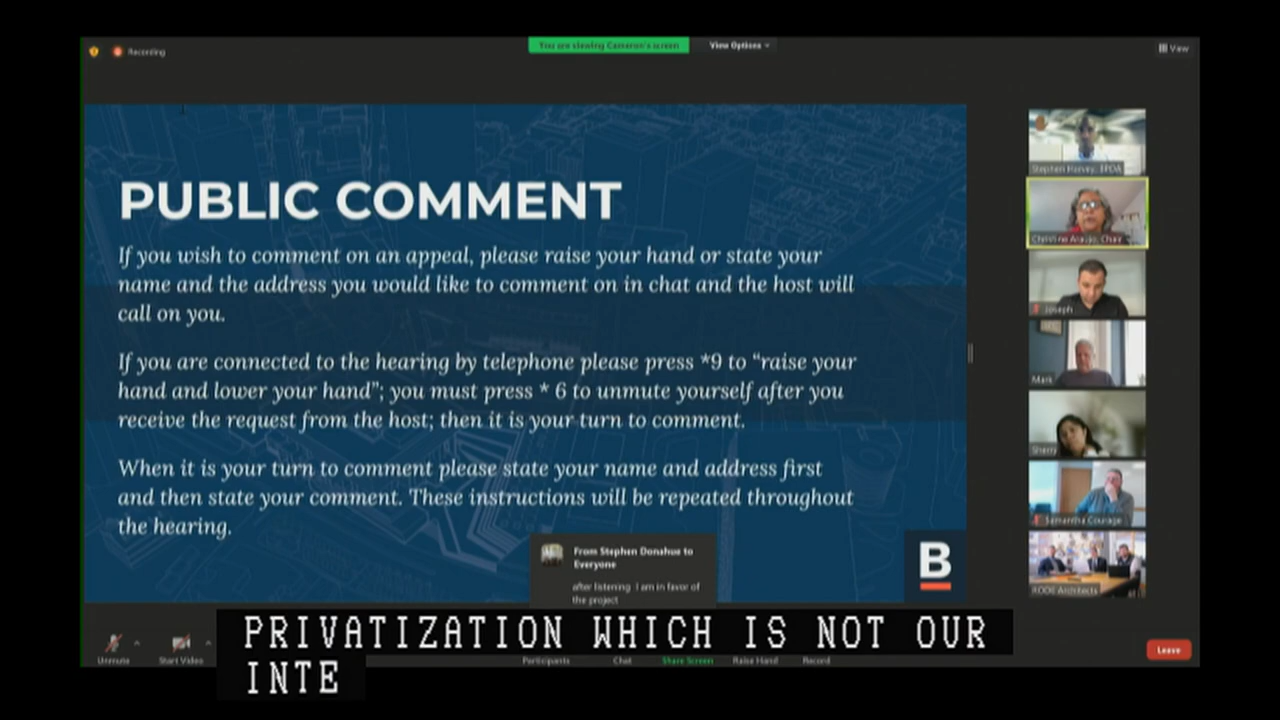 Recording
You are viewing Cameron's screen
View Options
View
PUBLIC COMMENT
If you wish to comment on an appeal, please raise your hand or state your
name and the address you would like to comment on in chat and the host will
call on you.
If you are connected to the hearing by telephone please press *9 to “raise your
hand and lower your hand”; you must press * 6 to unmute yourself after you
receive the request from the host; then it is your turn to comment.
When it is your turn to comment please state your name and address first
and then state your comment. These instructions will be repeated throughout
the hearing.
B
From Stephen Donahue to
Everyone
after listening I am in favor of
the project
Stephen Harvey, BPDA
Christine Araujo, Chair
Joseph
Mark
Sherry
Samantha Courage
RODE Architects
PRIVATIZATION WHICH IS NOT OUR
INTE
Unmute
Start Video
Participants
Chat
Share Screen
Raise Hand
Record
Leave